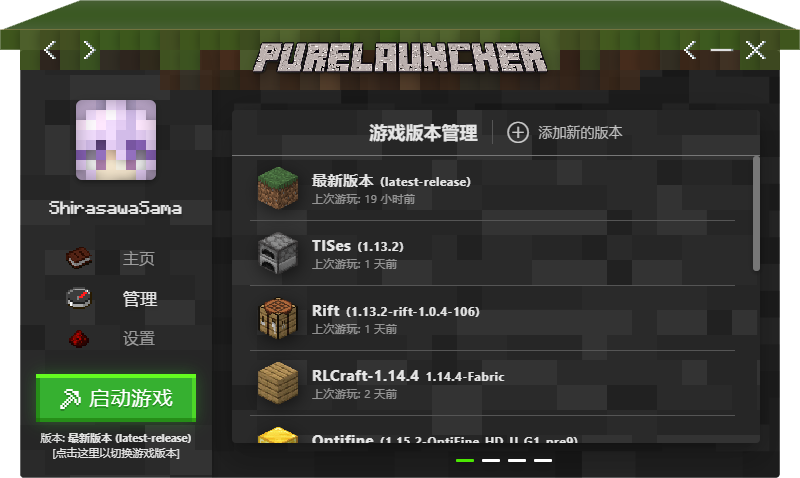 PURELAUNCHER
ShirasawaSama
主页
管理
设置
启动游戏
版本: 最新版本 (latest-release)
[点击这里以切换游戏版本]
游戏版本管理
添加新的版本
最新版本 (latest-release)
上次游玩: 19 小时前
TISes (1.13.2)
上次游玩: 1 天前
Rift (1.13.2-rift-1.0.4-106)
上次游玩: 1 天前
RLCraft-1.14.4 1.14.4-Fabric
上次游玩: 2 天前
Optifine (1.15.2-OptiFine_HD_U_G1_pre9)